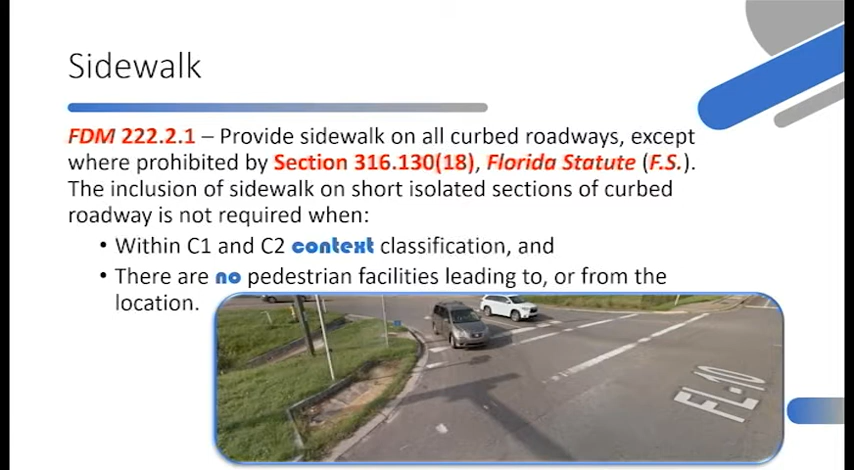 Sidewalk
FDM 222.2.1 – Provide sidewalk on all curbed roadways, except
where prohibited by Section 316.130(18), Florida Statute (F.S.).
The inclusion of sidewalk on short isolated sections of curbed
roadway is not required when:
• Within C1 and C2 context classification, and
• There are no pedestrian facilities leading to, or from the
location.
FL-10